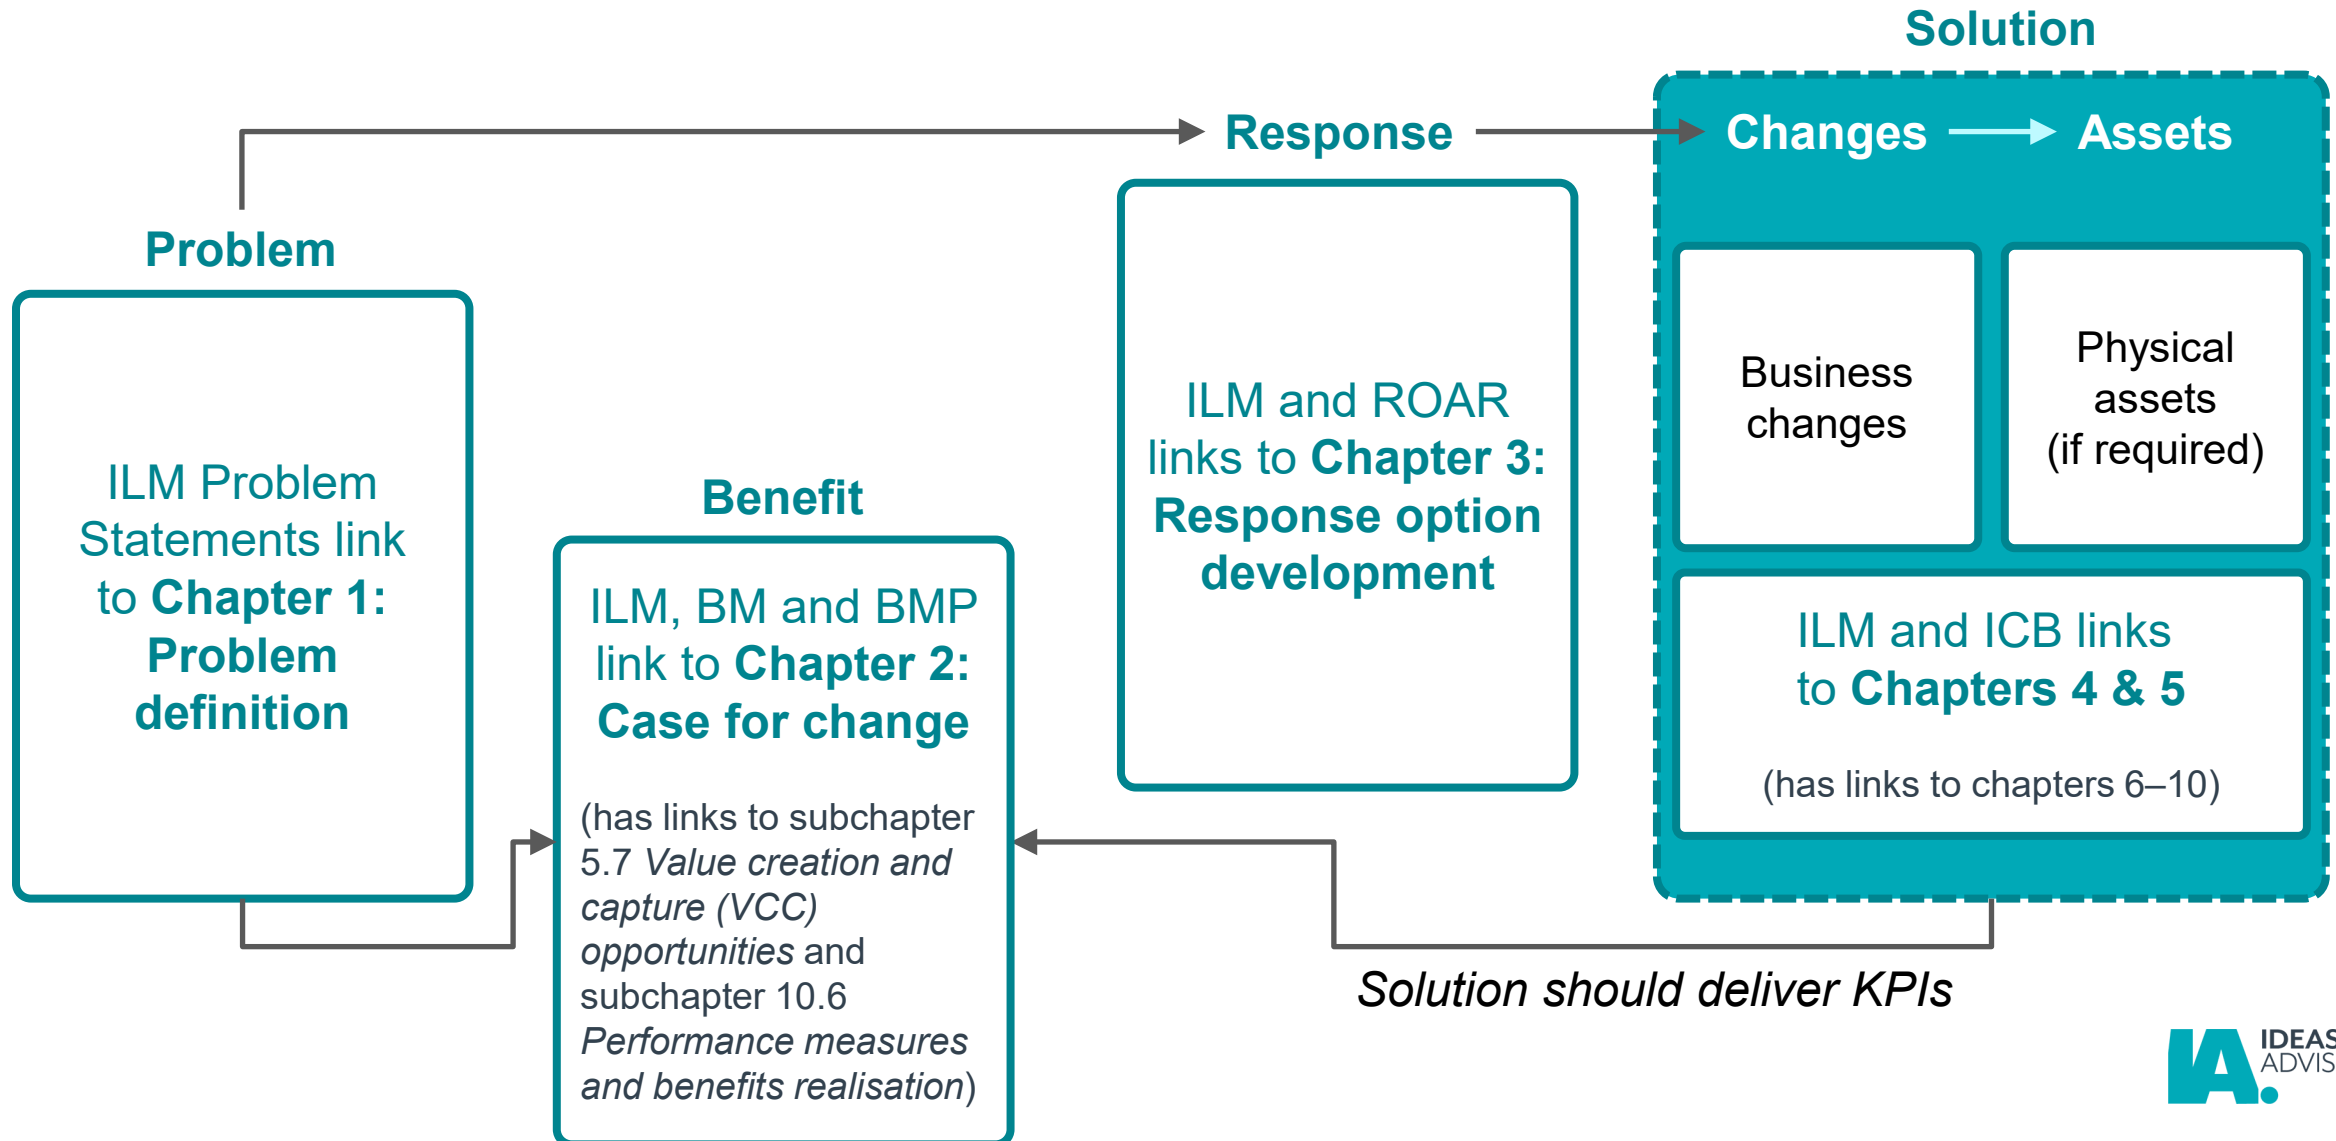 Problem
ILM Problem
Statements link
to Chapter 1:
Problem
definition
Benefit
ILM, BM and BMP
link to Chapter 2:
Case for change
(has links to subchapter
5.7 Value creation and
capture (VCC)
opportunities and
subchapter 10.6
Performance measures
and benefits realisation)
Response
ILM and ROAR
links to Chapter 3:
Response option
development
Solution
Changes
Assets
Business
changes
Physical
assets
(if required)
ILM and ICB links
to Chapters 4 & 5
(has links to chapters 6–10)
Solution should deliver KPIs
IA.
IDEAS
ADVIS